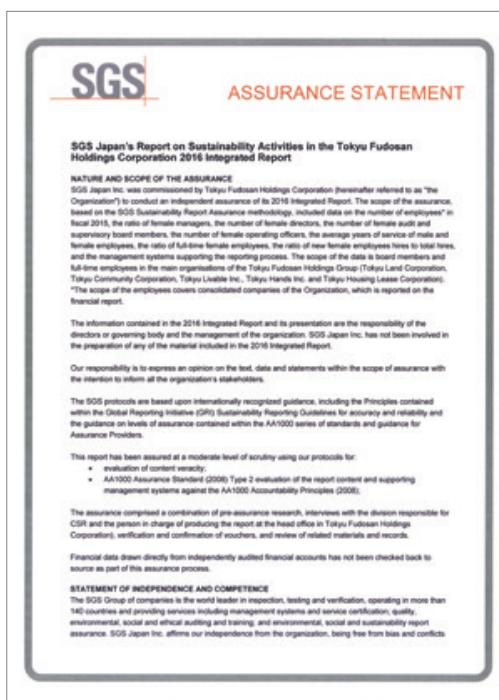 SGS
ASSURANCE STATEMENT
SGS Japan's Report on Sustainability Activities in the Tokyu Fudosan
Holdings Corporation 2016 Integrated Report
NATURE AND SCOPE OF THE ASSURANCE
SGS Japan Inc. was commissioned by Tokyu Fudosan Holdings Corporation (hereinafter referred to as "the
Organization") to conduct an independent assurance of its 2016 Integrated Report. The scope of the assurance,
based on the SGS Sustainability Report Assurance methodology, included data on the number of employees* in
fiscal 2015, the ratio of female managers, the number of female directors, the number of female audit and
supervisory board members, the number of female operating officers, the average years of service of male and
female employees, the ratio of full-time female employees, the ratio of new female employees hires to total hires,
and the management systems supporting the reporting process. The scope of the data is board members and
full-time employees in the main organisations of the Tokyu Fudosan Holdings Group (Tokyu Land Corporation,
Tokyu Community Corporation, Tokyu Livable Inc., Tokyu Hands Inc. and Tokyu Housing Lease Corporation).
*The scope of the employees covers consolidated companies of the Organization, which is reported on the
financial report.
The information contained in the 2016 Integrated Report and its presentation are the responsibility of the
directors or governing body and the management of the organization. SGS Japan Inc. has not been involved in
the preparation of any of the material included in the 2016 Integrated Report.
Our responsibility is to express an opinion on the text, data and statements within the scope of assurance with
the intention to inform all the organization's stakeholders.
The SGS protocols are based upon internationally recognized guidance, including the Principles contained
within the Global Reporting Initiative (GRI) Sustainability Reporting Guidelines for accuracy and reliability and
the guidance on levels of assurance contained within the AA1000 series of standards and guidance for
Assurance Providers.
This report has been assured at a moderate level of scrutiny using our protocols for:
• evaluation of content veracity;
• AA1000 Assurance Standard (2008) Type 2 evaluation of the report content and supporting
management systems against the AA1000 Accountability Principles (2008);
The assurance comprised a combination of pre-assurance research, interviews with the division responsible for
CSR and the person in charge of producing the report at the head office in Tokyu Fudosan Holdings
Corporation), verification and confirmation of vouchers, and review of related materials and records.
Financial data drawn directly from independently audited financial accounts has not been checked back to
source as part of this assurance process.
STATEMENT OF INDEPENDENCE AND COMPETENCE
The SGS Group of companies is the world leader in inspection, testing and verification, operating in more than
140 countries and providing services including management systems and service certification; quality,
environmental, social and ethical auditing and training; and environmental, social and sustainability report
assurance. SGS Japan Inc. affirms our independence from the organization, being free from bias and conflicts